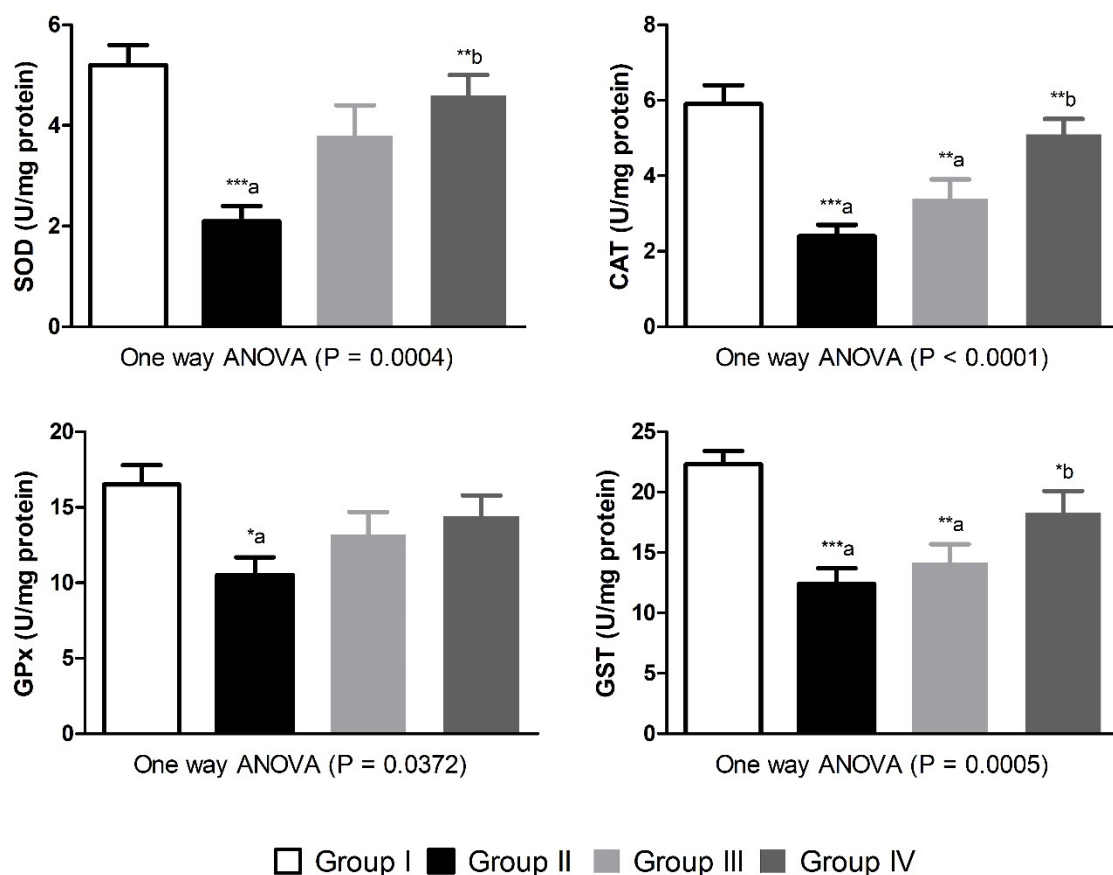 6
4
2
0
SOD (U/mg protein)
***a
**b
One way ANOVA (P = 0.0004)
8
6
4
2
0
CAT (U/mg protein)
***a
**a
**b
One way ANOVA (P < 0.0001)
20
15
10
5
0
GPx (U/mg protein)
*a
One way ANOVA (P = 0.0372)
25
20
15
10
5
0
GST (U/mg protein)
***a
**a
*b
One way ANOVA (P = 0.0005)
Group I Group II Group III Group IV